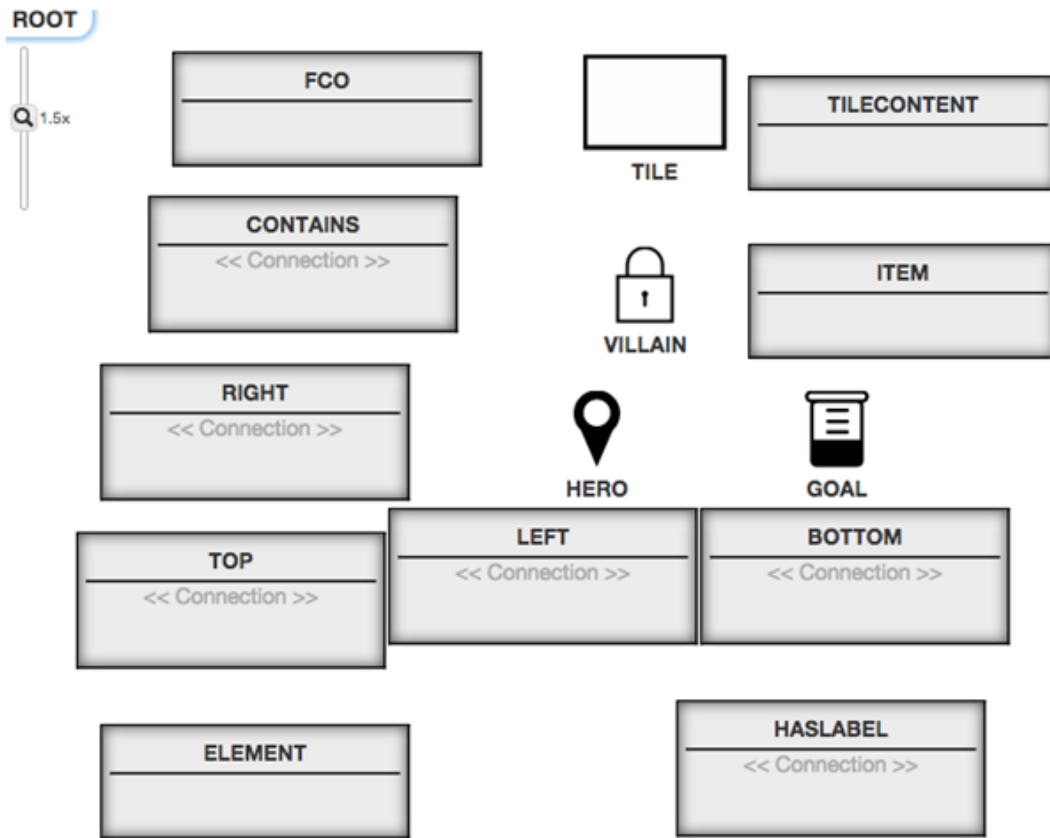 ROOT
1.5x
FCO
TILE
TILECONTENT
CONTAINS
<< Connection >>
VILLAIN
ITEM
RIGHT
<< Connection >>
HERO
GOAL
TOP
<< Connection >>
LEFT
<< Connection >>
BOTTOM
<< Connection >>
ELEMENT
HASLABEL
<< Connection >>